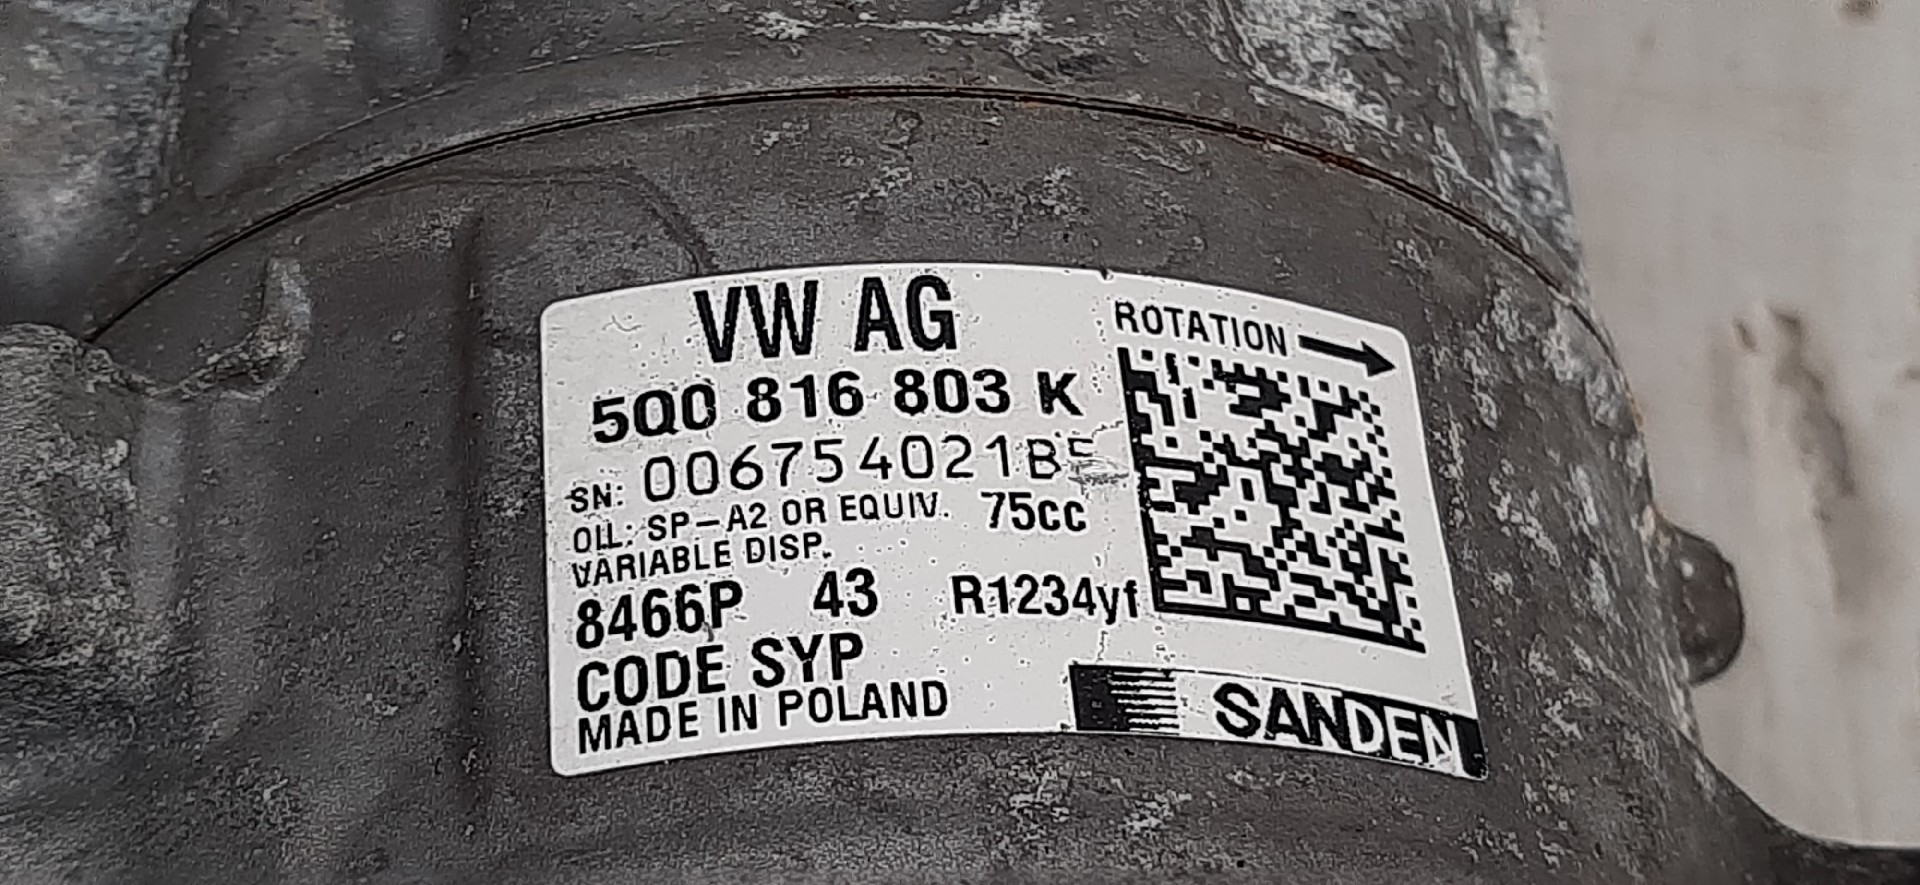 VW AG
ROTATION
5Q0 816 803 K
SN: 006754021B
OIL: SP-A2 OR EQUIV. 75cc
VARIABLE DISP.
8466P 43 R1234yf
CODE SYP
MADE IN POLAND
SANDEN